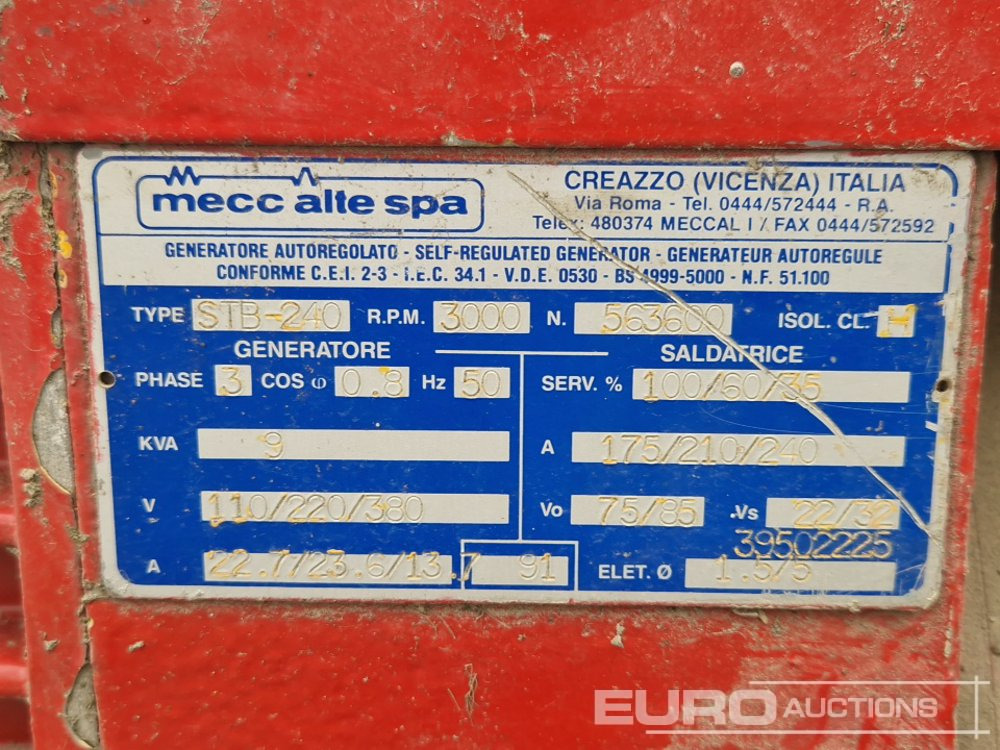 mecc alte spa
CREAZZO (VICENZA) ITALIA
Via Roma - Tel. 0444/572444 - R.A.
Telex: 480374 MECCAL I / FAX 0444/572592
GENERATORE AUTOREGOLATO - SELF-REGULATED GENERATOR - GENERATEUR AUTOREGULE
CONFORME C.E.I. 2-3 - I.E.C. 34.1 - V.D.E. 0530 - BS 4999-5000 - N.F. 51.100
TYPE STB-240 R.P.M. 3000 N. 563600 ISOL. CL. H
GENERATORE SALDATRICE
PHASE 3 COS φ 0.8 Hz 50 SERV. % 100/60/35
KVA 9 A 175/210/240
V 110/220/380 Vo 75/85 .Vs 22/32
39502225
A 22.7/23.6/13.7 91 ELET. Ø 1.5/5
EURO AUCTIONS